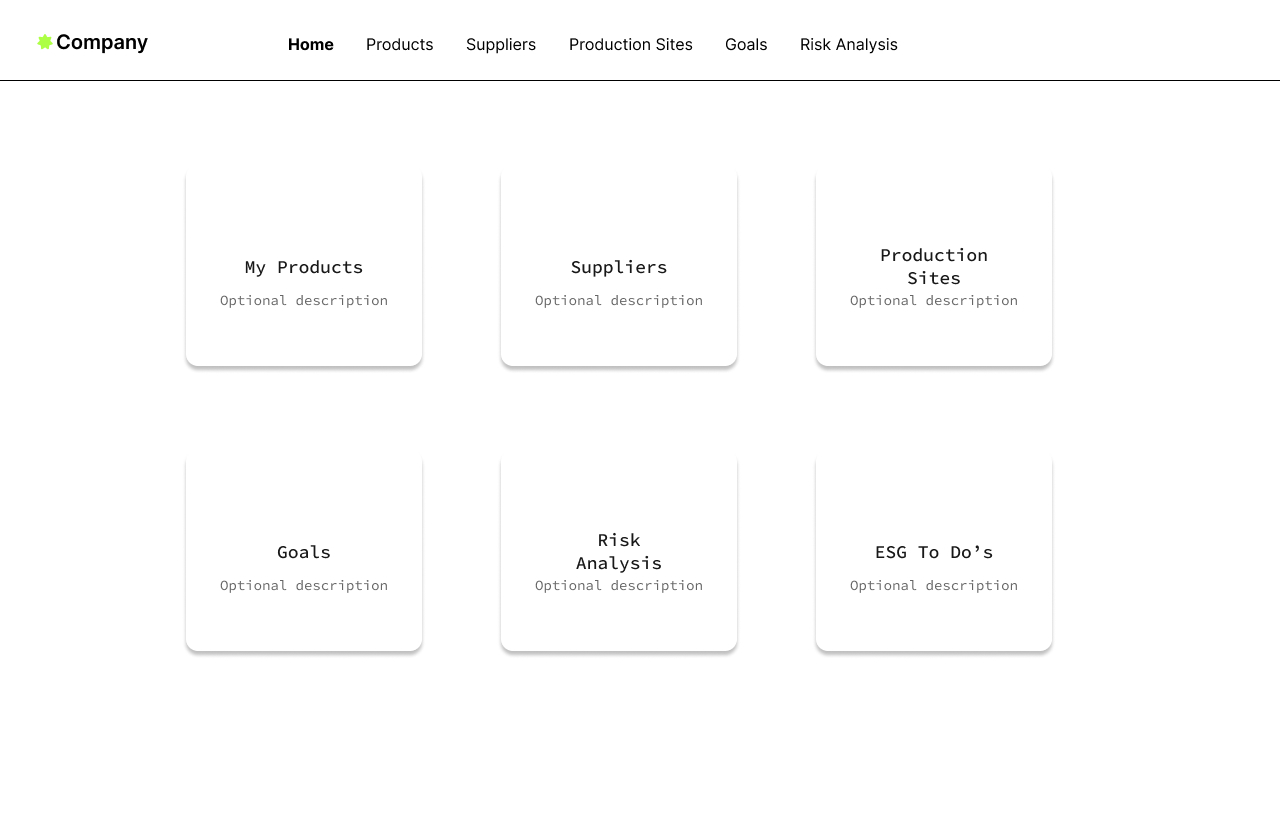 Company
Home Products Suppliers Production Sites Goals Risk Analysis
My Products
Optional description
Suppliers
Optional description
Production
Sites
Optional description
Goals
Optional description
Risk
Analysis
Optional description
ESG To Do’s
Optional description